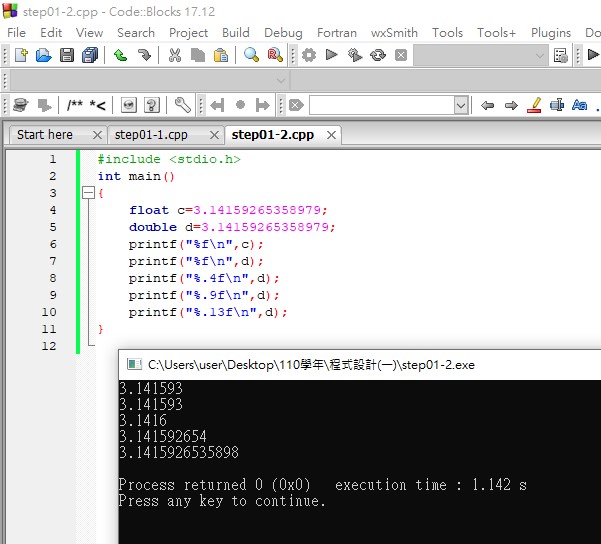 step01-2.cpp - Code::Blocks 17.12
File Edit View Search Project Build Debug Fortran wxSmith Tools Tools+ Plugins Do
/** *<
Aa
Start here step01-1.cpp step01-2.cpp
1 #include <stdio.h>
2 int main()
3 {
4 float c=3.14159265358979;
5 double d=3.14159265358979;
6 printf("%f\n",c);
7 printf("%f\n",d);
8 printf("%.4f\n",d);
9 printf("%.9f\n",d);
10 printf("%.13f\n",d);
11 }
12
C:\Users\user\Desktop\110學年\程式設計(一)\step01-2.exe
3.141593
3.141593
3.1416
3.141592654
3.1415926535898
Process returned 0 (0x0) execution time : 1.142 s
Press any key to continue.